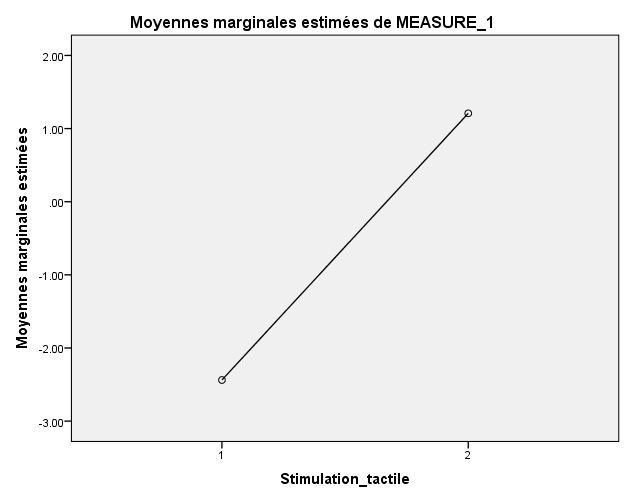 Moyennes marginales estimées de MEASURE_1
Moyennes marginales estimées
2.00
1.00
.00
-1.00
-2.00
-3.00
1
2
Stimulation_tactile